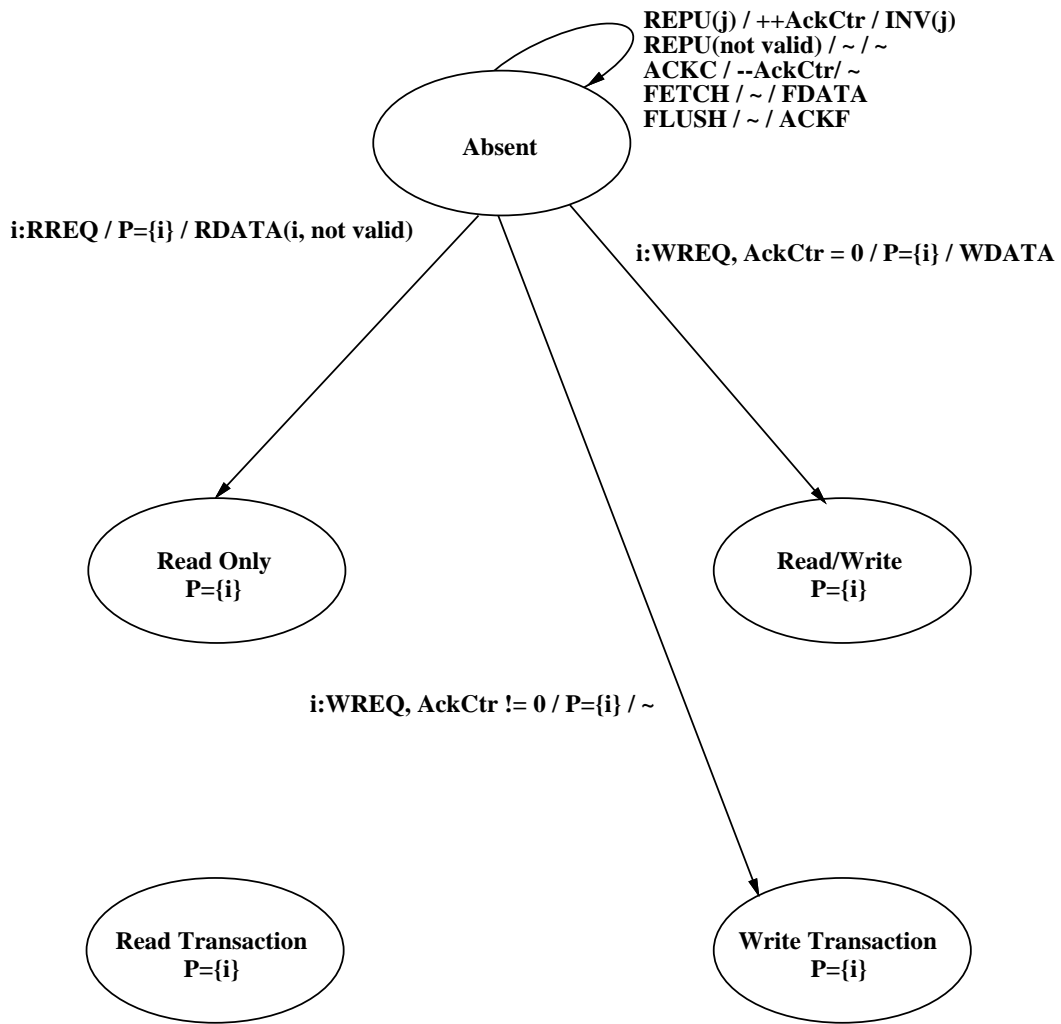 REPU(j) / ++AckCtr / INV(j)
REPU(not valid) / ~ / ~
ACKC / --AckCtr/ ~
FETCH / ~ / FDATA
FLUSH / ~ / ACKF
Absent
i:RREQ / P={i} / RDATA(i, not valid)
i:WREQ, AckCtr = 0 / P={i} / WDATA
Read Only
P={i}
Read/Write
P={i}
i:WREQ, AckCtr != 0 / P={i} / ~
Read Transaction
P={i}
Write Transaction
P={i}